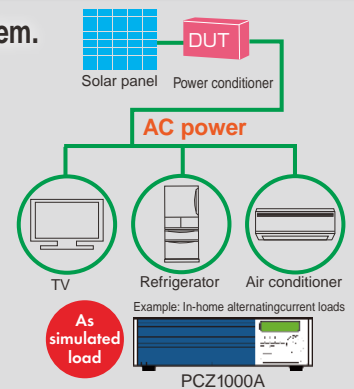 em.
DUT
Solar panel
Power conditioner
AC power
TV
Refrigerator
Air conditioner
Example: In-home alternatingcurrent loads
As
simulated
load
PCZ1000A